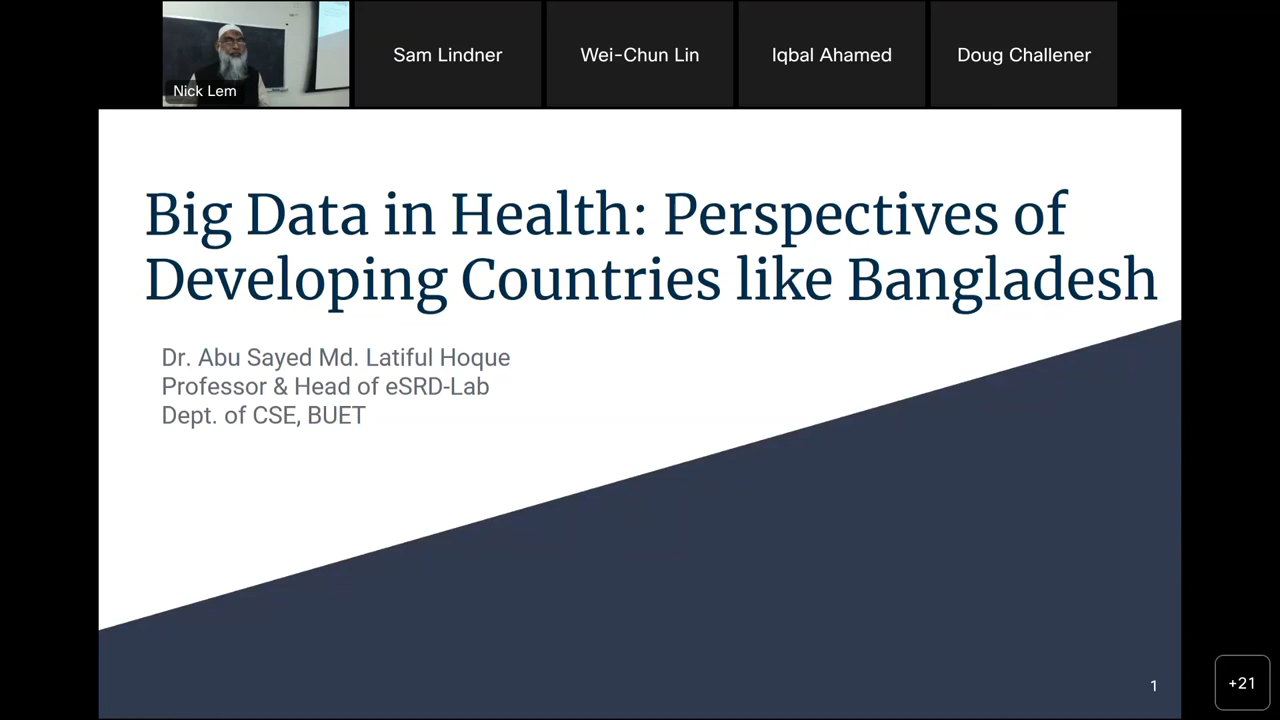 Nick Lem
Sam Lindner
Wei-Chun Lin
Iqbal Ahamed
Doug Challener
Big Data in Health: Perspectives of
Developing Countries like Bangladesh
Dr. Abu Sayed Md. Latiful Hoque
Professor & Head of eSRD-Lab
Dept. of CSE, BUET
1
+21